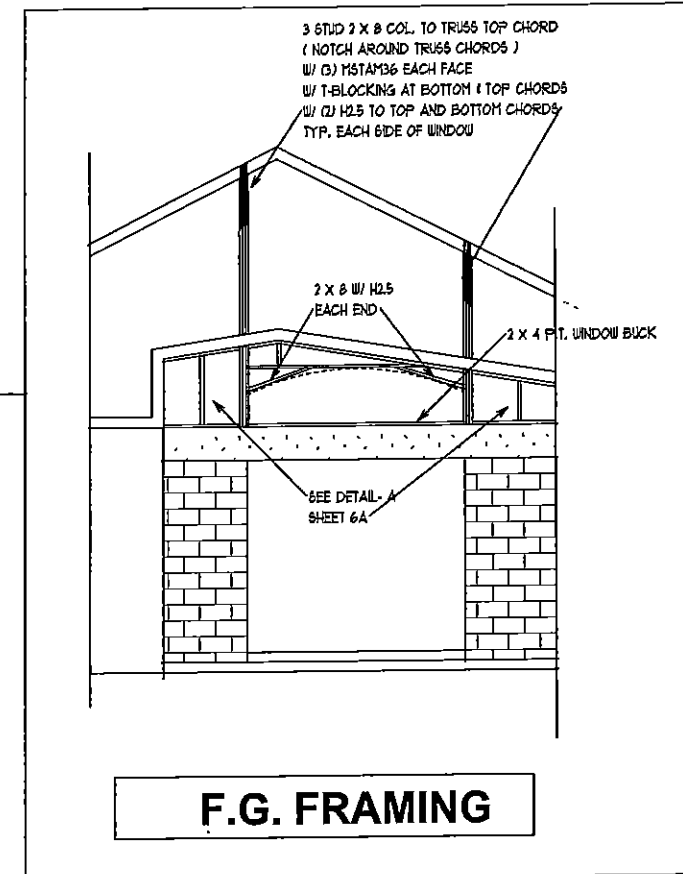 3 STUD 2 X 8 COL. TO TRUSS TOP CHORD
( NOTCH AROUND TRUSS CHORDS )
W/ (3) MSTAM36 EACH FACE
W/ T-BLOCKING AT BOTTOM & TOP CHORDS
W/ (2) H2.5 TO TOP AND BOTTOM CHORDS
TYP. EACH SIDE OF WINDOW
2 X 8 W/ H2.5
EACH END
2 X 4 P.T. WINDOW BUCK
SEE DETAIL- A
SHEET 6A
F.G. FRAMING